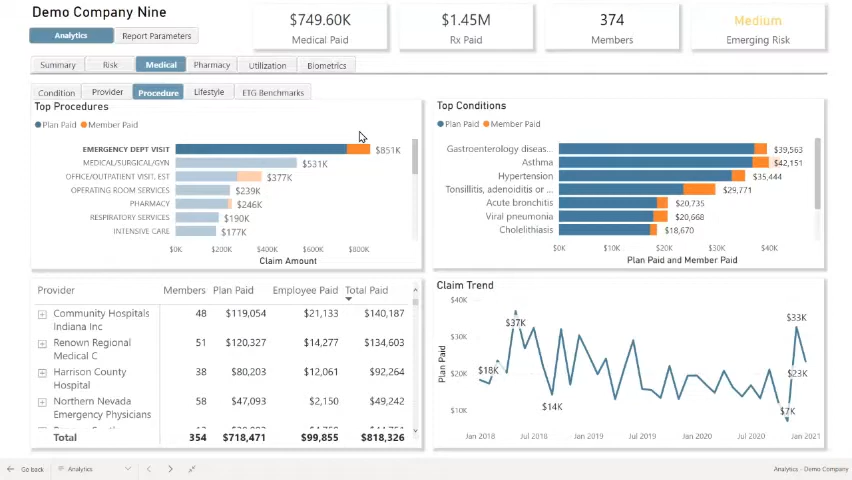 Demo Company Nine
Analytics
Report Parameters
$749.60K
Medical Paid
$1.45M
Rx Paid
374
Members
Medium
Emerging Risk
Summary
Risk
Medical
Pharmacy
Utilization
Biometrics
Condition
Provider
Procedure
Lifestyle
ETG Benchmarks
Top Procedures
Plan Paid Member Paid
EMERGENCY DEPT VISIT $851K
MEDICAL/SURGICAL/GYN $531K
OFFICE/OUTPATIENT VISIT, EST $377K
OPERATING ROOM SERVICES $239K
PHARMACY $246K
RESPIRATORY SERVICES $190K
INTENSIVE CARE $177K
$0K $200K $400K $600K $800K
Claim Amount
Top Conditions
Plan Paid Member Paid
Gastroenterology diseas... $39,563
Asthma $42,151
Hypertension $35,444
Tonsillitis, adenoiditis or ... $29,771
Acute bronchitis $20,735
Viral pneumonia $20,668
Cholelithiasis $18,670
$0K $10K $20K $30K $40K
Plan Paid and Member Paid
Provider Members Plan Paid Employee Paid Total Paid
Community Hospitals 48 $119,054 $21,133 $140,187
Indiana Inc
Renown Regional 51 $120,327 $14,277 $134,603
Medical C
Harrison County 38 $80,203 $12,061 $92,264
Hospital
Northern Nevada 58 $47,093 $2,150 $49,242
Emergency Physicians
Total 354 $718,471 $99,855 $818,326
Claim Trend
Plan Paid
$40K
$30K
$20K
$10K
$18K
$37K
$14K
$7K
$33K
$23K
Jan 2018 Jul 2018 Jan 2019 Jul 2019 Jan 2020 Jul 2020 Jan 2021
Go back
Analytics
Analytics - Demo Company